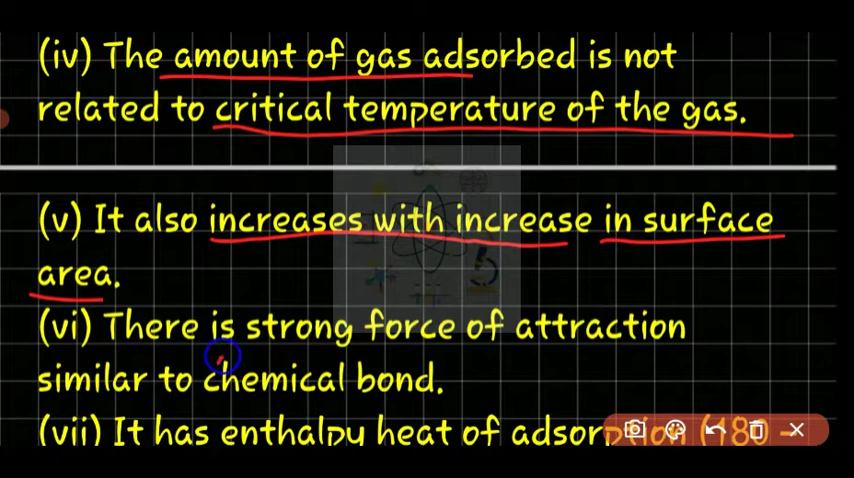 (iv) The amount of gas adsorbed is not
related to critical temperature of the gas.
(v) It also increases with increase in surface
area.
(vi) There is strong force of attraction
similar to chemical bond.
(vii) It has enthalpy heat of adsorption (180 –